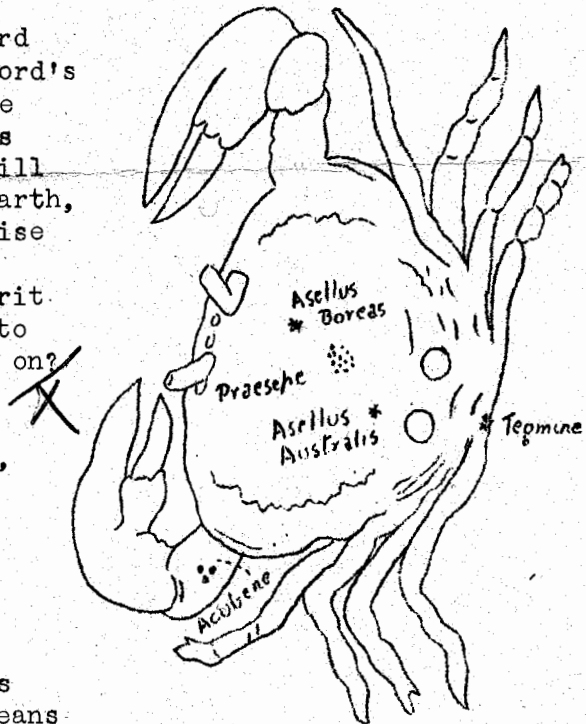 rd
ord's
e
s
ill
arth,
ise
rit
to
on?
X
,
s
eans
Asellus
Boreas
Praesepe
Asellus
Australis
Tegmine
Acubene